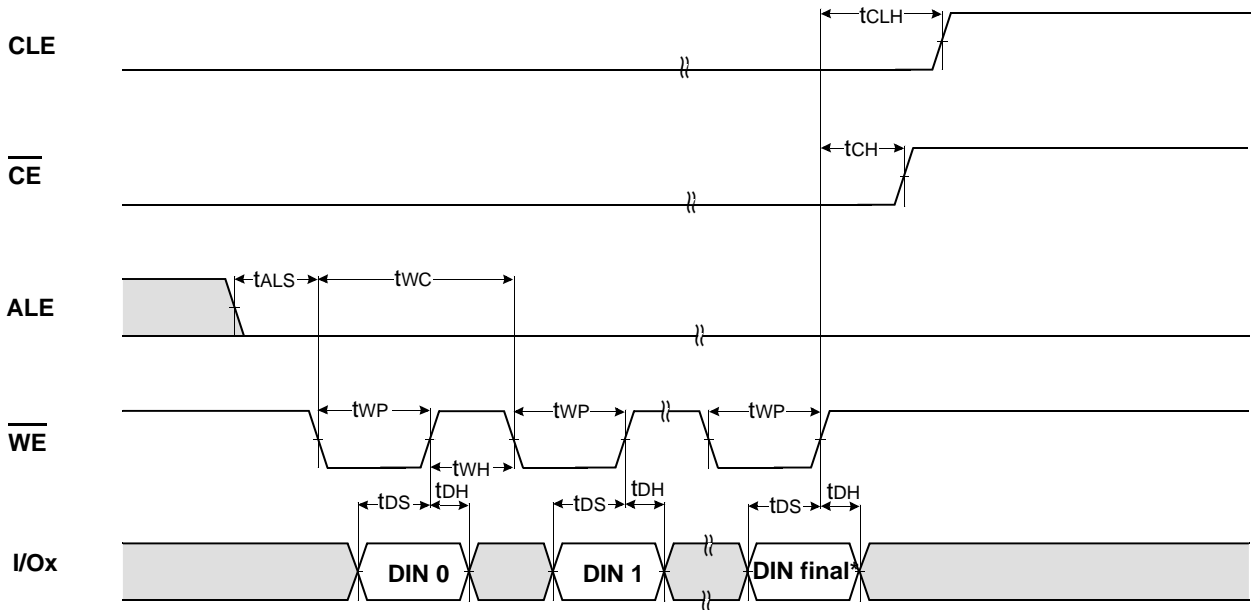 CLE
tCLH
CE
tCH
ALE
tALS
tWC
WE
tWP
tWP
tWP
tWH
tDS
tDH
tDS
tDH
tDS
tDH
I/Ox
DIN 0
DIN 1
DIN final*